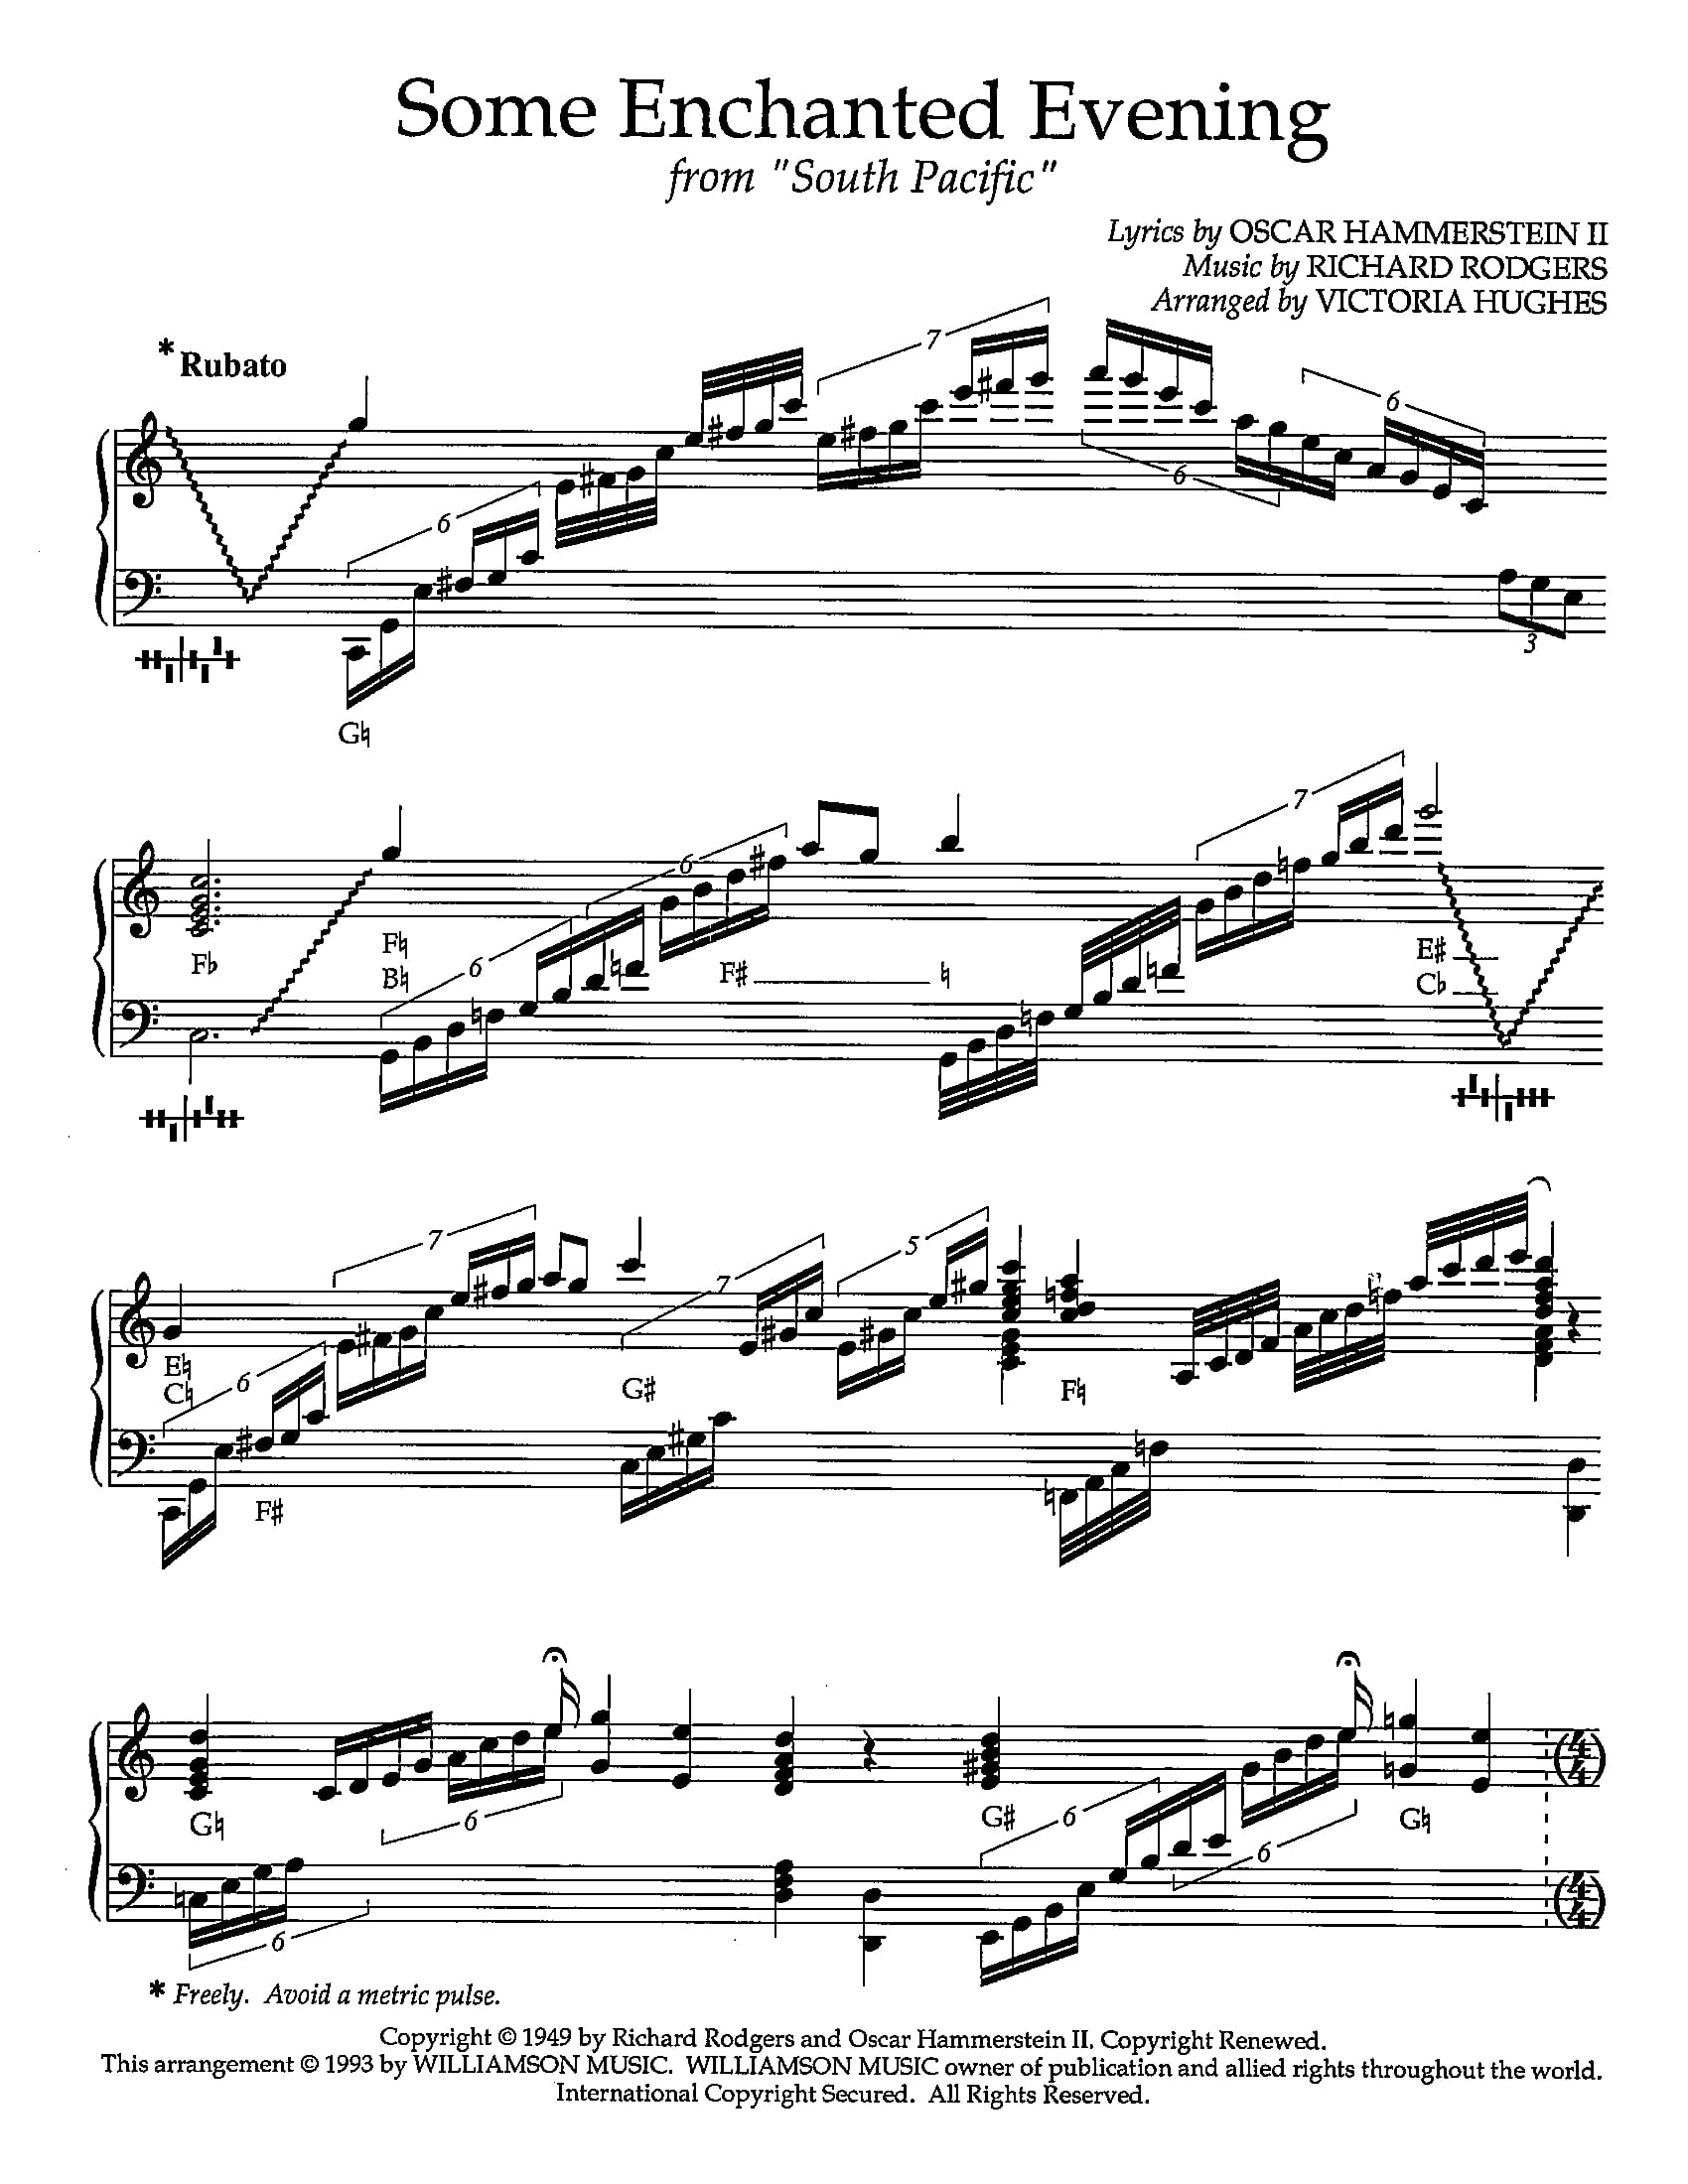 Some Enchanted Evening
from "South Pacific"
Lyrics by OSCAR HAMMERSTEIN II
Music by RICHARD RODGERS
Arranged by VICTORIA HUGHES
* Rubato
7
6
6
6
3
G♮
7
6
F♮
F♭
B♮
6
F♯
♮
E♯
C♭
7
5
7
E♮
C♮
6
G♯
F♮
F♯
G♮
6
G♯
6
G♮
4
4
6
6
4
4
* Freely. Avoid a metric pulse.
Copyright © 1949 by Richard Rodgers and Oscar Hammerstein II. Copyright Renewed.
This arrangement © 1993 by WILLIAMSON MUSIC. WILLIAMSON MUSIC owner of publication and allied rights throughout the world.
International Copyright Secured. All Rights Reserved.